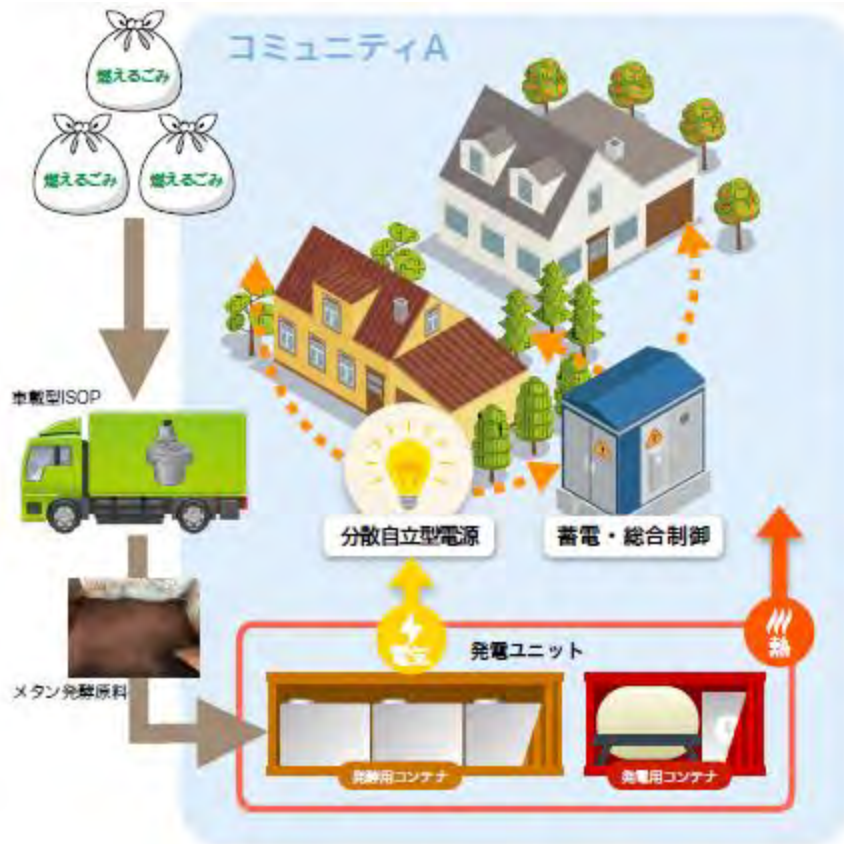 コミュニティA
燃えるごみ
燃えるごみ
燃えるごみ
車載型ISOP
分散自立型電源
蓄電・総合制御
電気
熱
発電ユニット
メタン発酵原料
発酵用コンテナ
発電用コンテナ